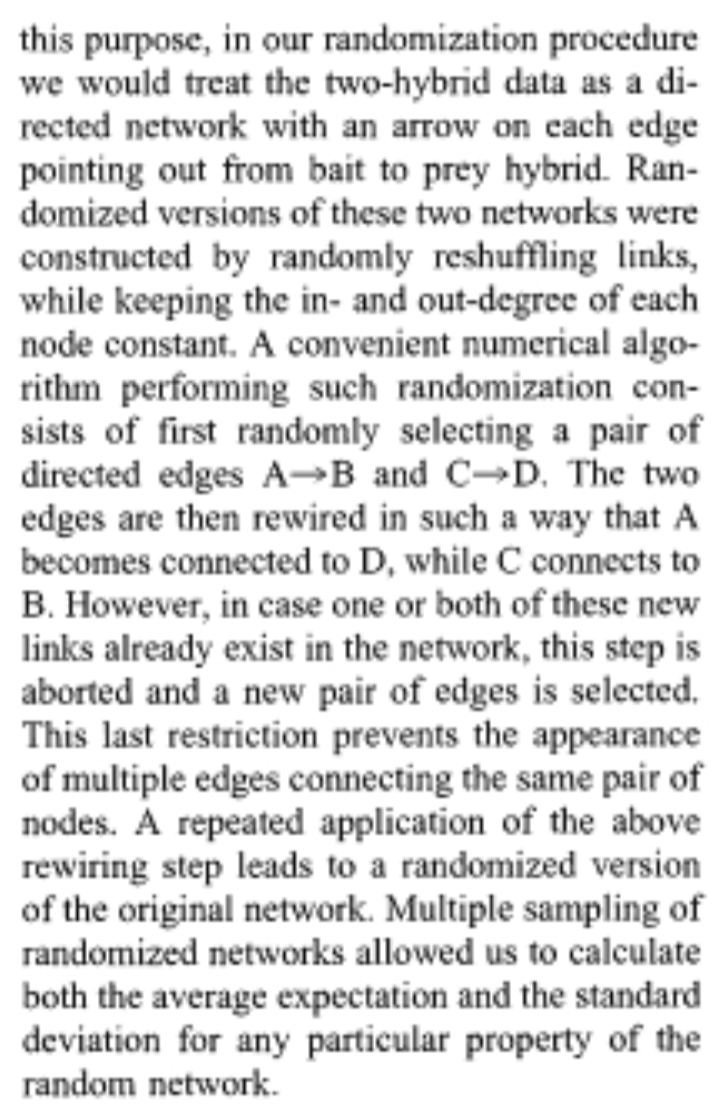 this purpose, in our randomization procedure
we would treat the two-hybrid data as a di-
rected network with an arrow on each edge
pointing out from bait to prey hybrid. Ran-
domized versions of these two networks were
constructed by randomly reshuffling links,
while keeping the in- and out-degree of each
node constant. A convenient numerical algo-
rithm performing such randomization con-
sists of first randomly selecting a pair of
directed edges A→B and C→D. The two
edges are then rewired in such a way that A
becomes connected to D, while C connects to
B. However, in case one or both of these new
links already exist in the network, this step is
aborted and a new pair of edges is selected.
This last restriction prevents the appearance
of multiple edges connecting the same pair of
nodes. A repeated application of the above
rewiring step leads to a randomized version
of the original network. Multiple sampling of
randomized networks allowed us to calculate
both the average expectation and the standard
deviation for any particular property of the
random network.